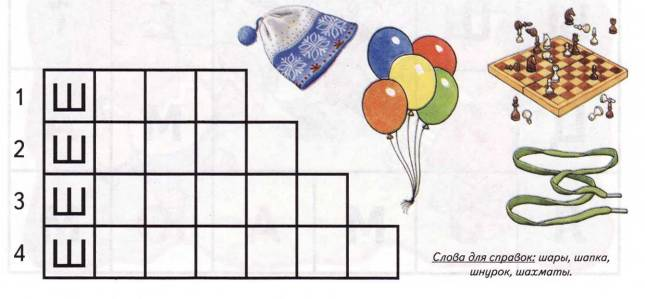 1 Ш
2 Ш
3 Ш
4 Ш
Слова для справок: шары, шапка,
шнурок, шахматы.